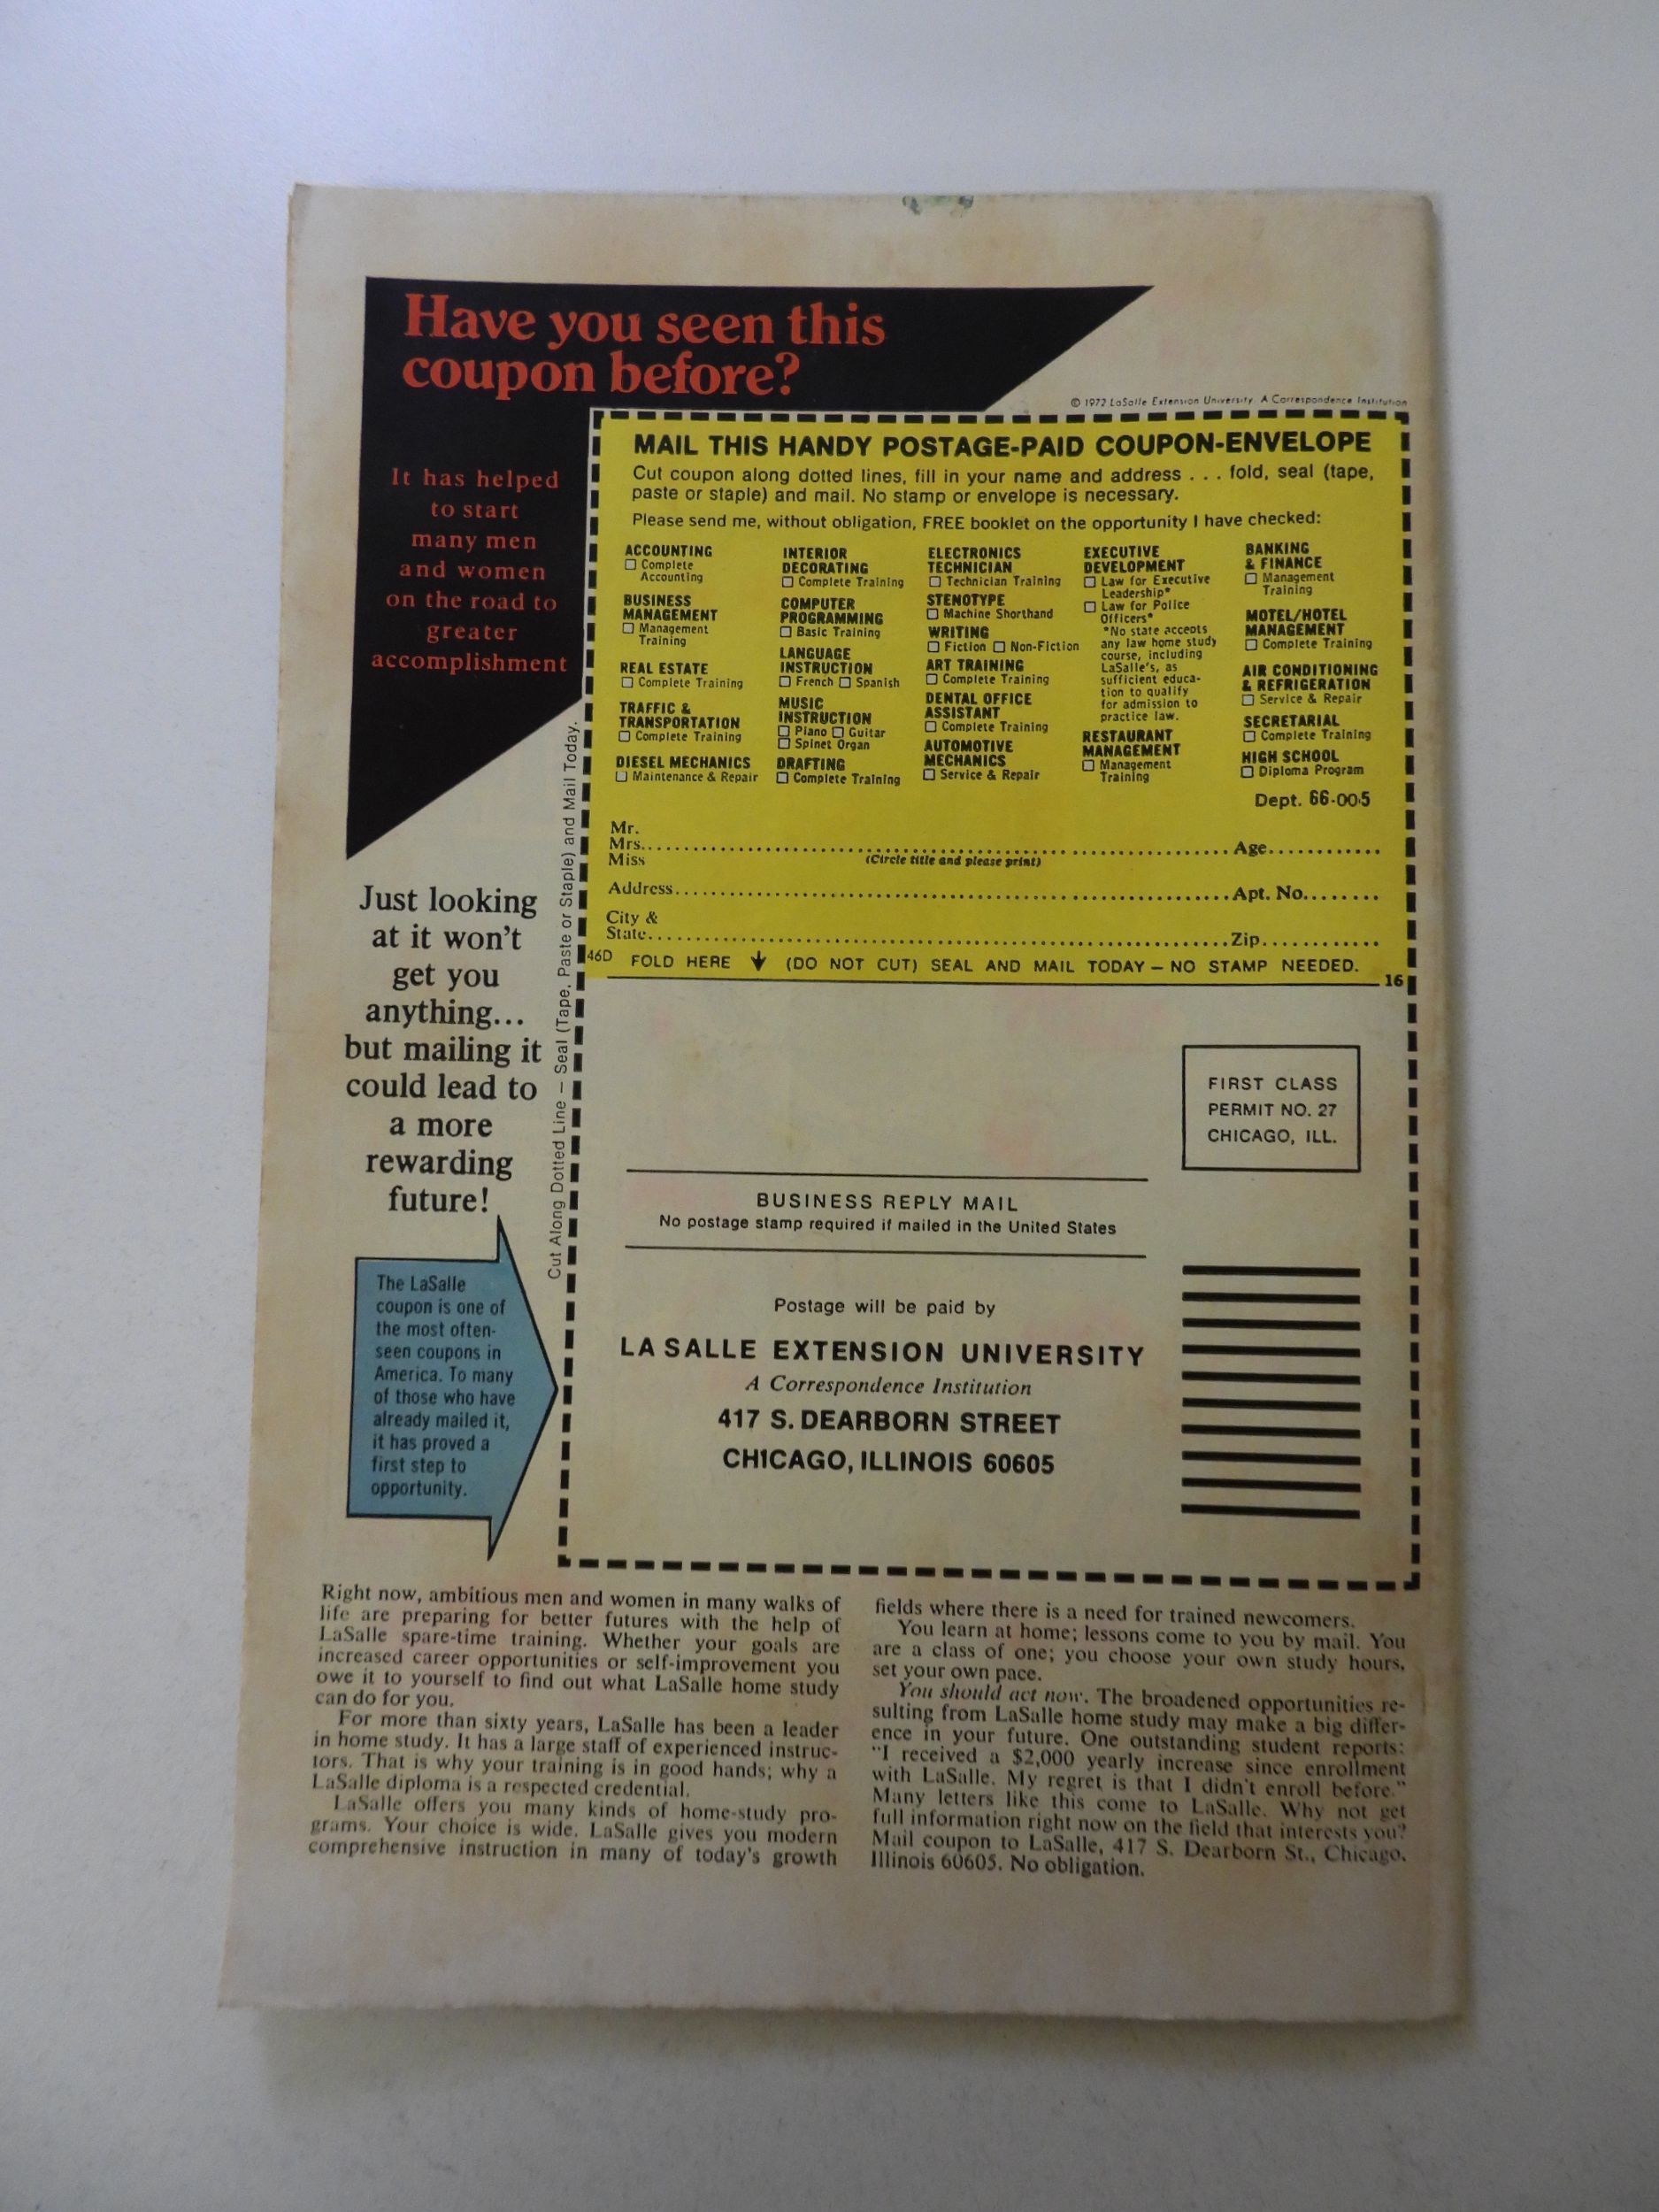 Have you seen this
coupon before?
© 1972 LaSalle Extension University A Correspondence Institution
It has helped
to start
many men
and women
on the road to
greater
accomplishment
MAIL THIS HANDY POSTAGE-PAID COUPON-ENVELOPE
Cut coupon along dotted lines, fill in your name and address . . . fold, seal (tape,
paste or staple) and mail. No stamp or envelope is necessary.
Please send me, without obligation, FREE booklet on the opportunity I have checked:
ACCOUNTING
☐ Complete
Accounting
BUSINESS
MANAGEMENT
☐ Management
Training
REAL ESTATE
☐ Complete Training
TRAFFIC &
TRANSPORTATION
☐ Complete Training
DIESEL MECHANICS
☐ Maintenance & Repair
INTERIOR
DECORATING
☐ Complete Training
COMPUTER
PROGRAMMING
☐ Basic Training
LANGUAGE
INSTRUCTION
☐ French ☐ Spanish
MUSIC
INSTRUCTION
☐ Piano ☐ Guitar
☐ Spinet Organ
DRAFTING
☐ Complete Training
ELECTRONICS
TECHNICIAN
☐ Technician Training
STENOTYPE
☐ Machine Shorthand
WRITING
☐ Fiction ☐ Non-Fiction
ART TRAINING
☐ Complete Training
DENTAL OFFICE
ASSISTANT
☐ Complete Training
AUTOMOTIVE
MECHANICS
☐ Service & Repair
EXECUTIVE
DEVELOPMENT
☐ Law for Executive
Leadership*
☐ Law for Police
Officers*
*No state accepts
any law home study
course, including
LaSalle's, as
sufficient educa-
tion to qualify
for admission to
practice law.
RESTAURANT
MANAGEMENT
☐ Management
Training
BANKING
& FINANCE
☐ Management
Training
MOTEL/HOTEL
MANAGEMENT
☐ Complete Training
AIR CONDITIONING
& REFRIGERATION
☐ Service & Repair
SECRETARIAL
☐ Complete Training
HIGH SCHOOL
☐ Diploma Program
Dept. 66-005
Mr.
Mrs. Age
Miss (Circle title and please print)
Address Apt. No.
City &
State Zip
46D FOLD HERE ↓ (DO NOT CUT) SEAL AND MAIL TODAY — NO STAMP NEEDED.
16
Cut Along Dotted Line — Seal (Tape, Paste or Staple) and Mail Today.
Just looking
at it won't
get you
anything...
but mailing it
could lead to
a more
rewarding
future!
The LaSalle
coupon is one of
the most often-
seen coupons in
America. To many
of those who have
already mailed it,
it has proved a
first step to
opportunity.
FIRST CLASS
PERMIT NO. 27
CHICAGO, ILL.
BUSINESS REPLY MAIL
No postage stamp required if mailed in the United States
Postage will be paid by
LA SALLE EXTENSION UNIVERSITY
A Correspondence Institution
417 S. DEARBORN STREET
CHICAGO, ILLINOIS 60605
Right now, ambitious men and women in many walks of
life are preparing for better futures with the help of
LaSalle spare-time training. Whether your goals are
increased career opportunities or self-improvement you
owe it to yourself to find out what LaSalle home study
can do for you.
For more than sixty years, LaSalle has been a leader
in home study. It has a large staff of experienced instruc-
tors. That is why your training is in good hands; why a
LaSalle diploma is a respected credential.
LaSalle offers you many kinds of home-study pro-
grams. Your choice is wide. LaSalle gives you modern
comprehensive instruction in many of today's growth
fields where there is a need for trained newcomers.
You learn at home; lessons come to you by mail. You
are a class of one; you choose your own study hours,
set your own pace.
You should act now. The broadened opportunities re-
sulting from LaSalle home study may make a big differ-
ence in your future. One outstanding student reports:
"I received a $2,000 yearly increase since enrollment
with LaSalle. My regret is that I didn't enroll before."
Many letters like this come to LaSalle. Why not get
full information right now on the field that interests you?
Mail coupon to LaSalle, 417 S. Dearborn St., Chicago,
Illinois 60605. No obligation.